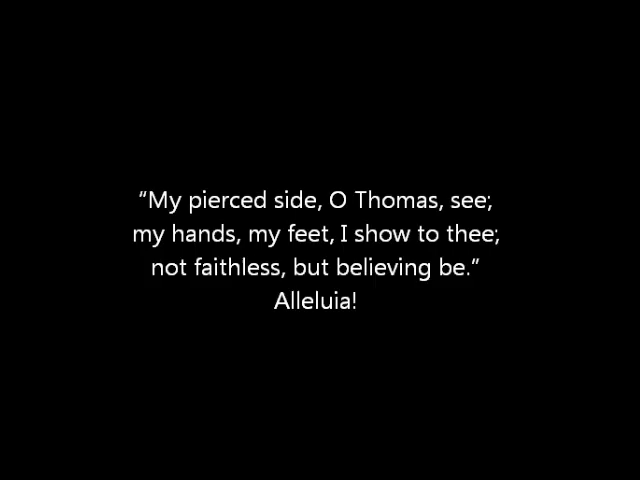 “My pierced side, O Thomas, see;
my hands, my feet, I show to thee;
not faithless, but believing be.”
Alleluia!